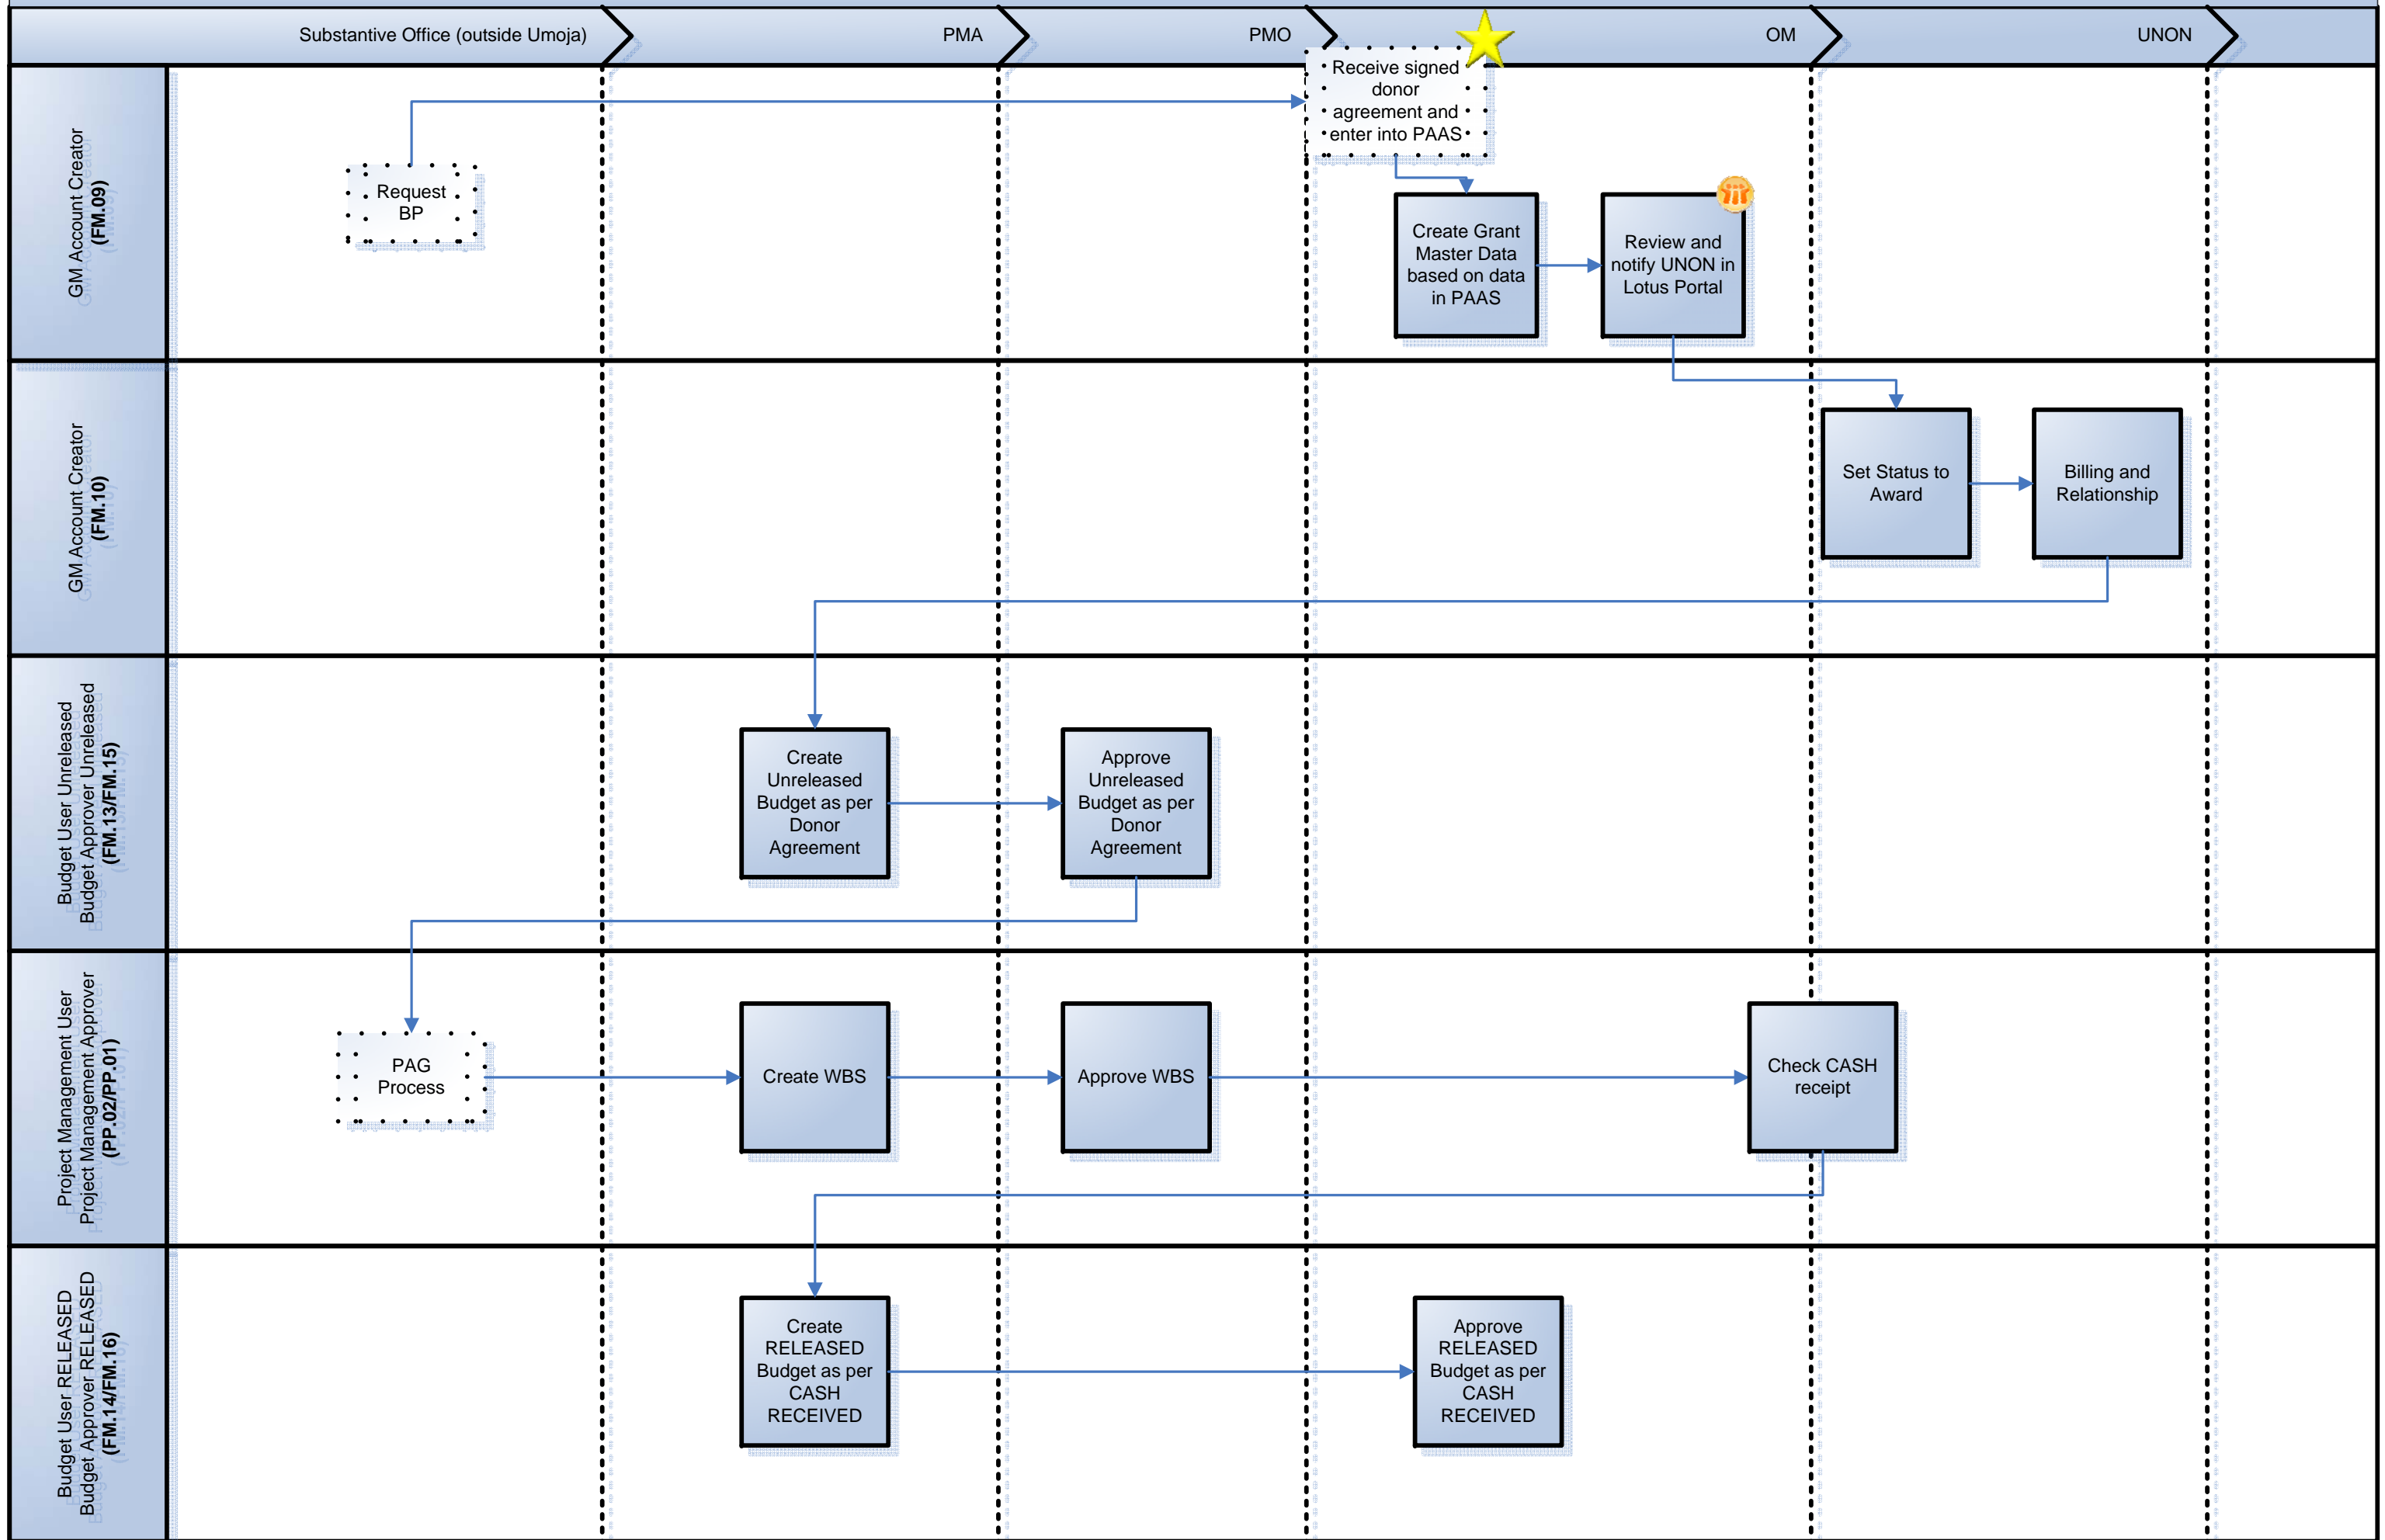 Substantive Office (outside Umoja)
PMA
PMO
OM
UNON
GM Account Creator
(FM.09)
Request
BP
Receive signed
donor
agreement and
enter into PAAS
Create Grant
Master Data
based on data
in PAAS
Review and
notify UNON in
Lotus Portal
GM Account Creator
(FM.10)
Set Status to
Award
Billing and
Relationship
Budget User Unreleased
Budget Approver Unreleased
(FM.13/FM.15)
Create
Unreleased
Budget as per
Donor
Agreement
Approve
Unreleased
Budget as per
Donor
Agreement
Project Management User
Project Management Approver
(PP.02/PP.01)
PAG
Process
Create WBS
Approve WBS
Check CASH
receipt
Budget User RELEASED
Budget Approver RELEASED
(FM.14/FM.16)
Create
RELEASED
Budget as per
CASH
RECEIVED
Approve
RELEASED
Budget as per
CASH
RECEIVED